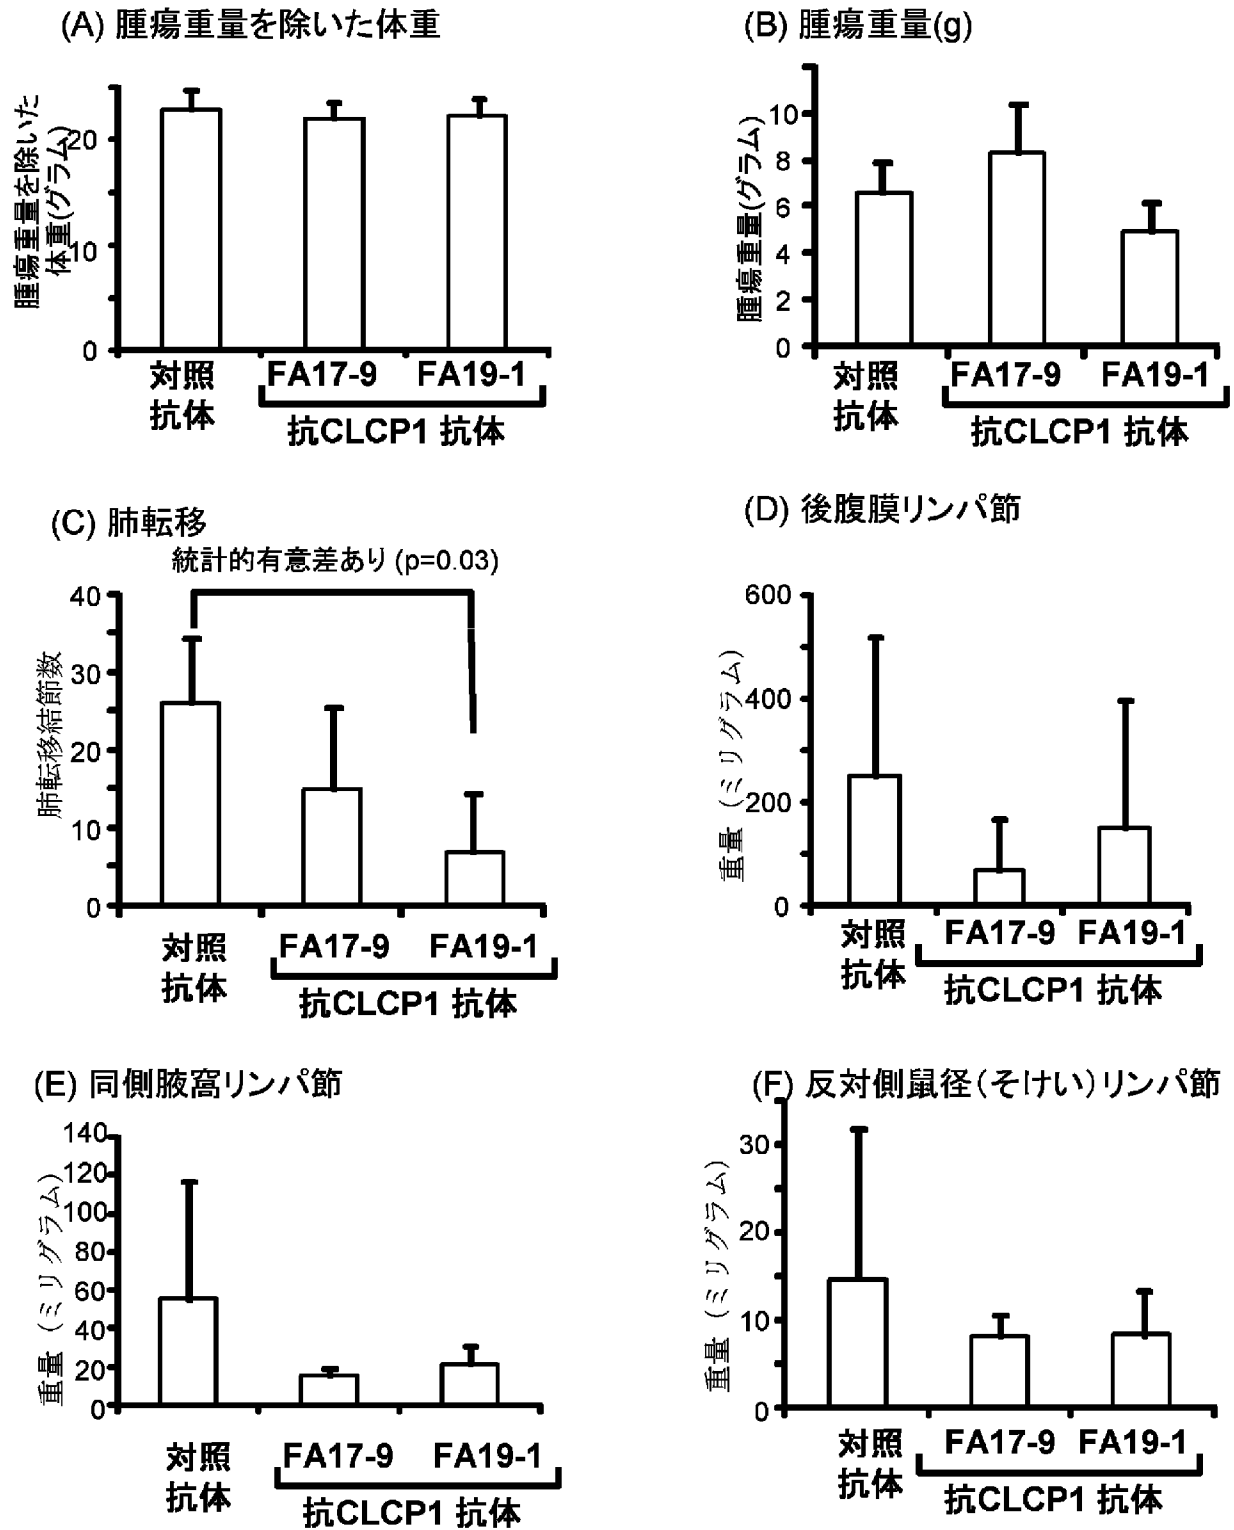 (A) 腫瘍重量を除いた体重
腫瘍重量を除いた
体重(グラム)
20
10
0
対照
抗体
FA17-9
FA19-1
抗CLCP1 抗体
(B) 腫瘍重量(g)
腫瘍重量(グラム)
10
8
6
4
2
0
対照
抗体
FA17-9
FA19-1
抗CLCP1 抗体
(C) 肺転移
統計的有意差あり (p=0.03)
肺転移結節数
40
30
20
10
0
対照
抗体
FA17-9
FA19-1
抗CLCP1 抗体
(D) 後腹膜リンパ節
重量 (ミリグラム)
600
400
200
0
対照
抗体
FA17-9
FA19-1
抗CLCP1 抗体
(E) 同側腋窩リンパ節
重量 (ミリグラム)
140
120
100
80
60
40
20
0
対照
抗体
FA17-9
FA19-1
抗CLCP1 抗体
(F) 反対側鼠径(そけい)リンパ節
重量 (ミリグラム)
30
20
10
0
対照
抗体
FA17-9
FA19-1
抗CLCP1 抗体